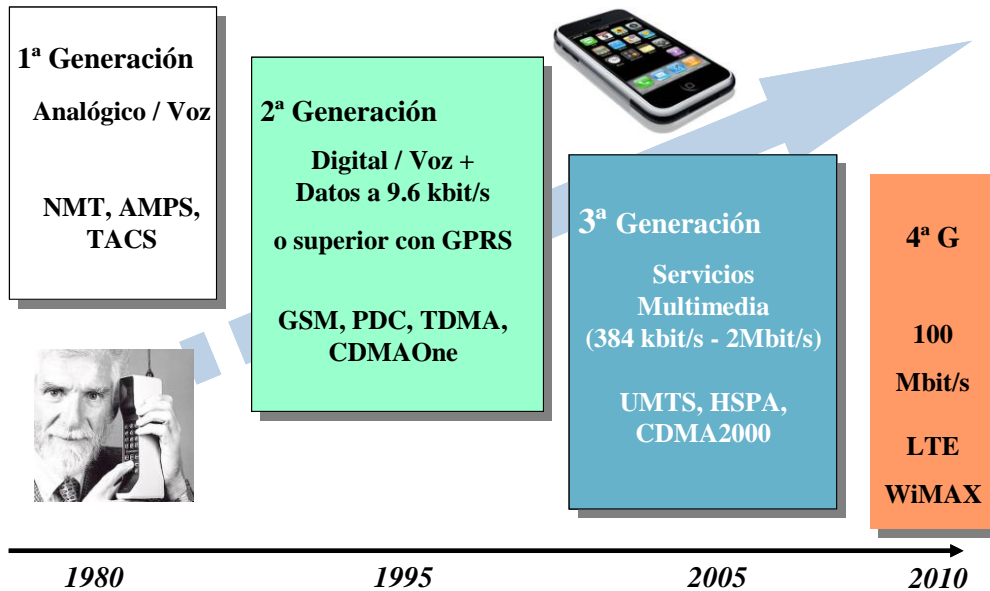 1ª Generación
Analógico / Voz
NMT, AMPS,
TACS
2ª Generación
Digital / Voz +
Datos a 9.6 kbit/s
o superior con GPRS
GSM, PDC, TDMA,
CDMAOne
3ª Generación
Servicios
Multimedia
(384 kbit/s - 2Mbit/s)
UMTS, HSPA,
CDMA2000
4ª G
100
Mbit/s
LTE
WiMAX
1980
1995
2005
2010